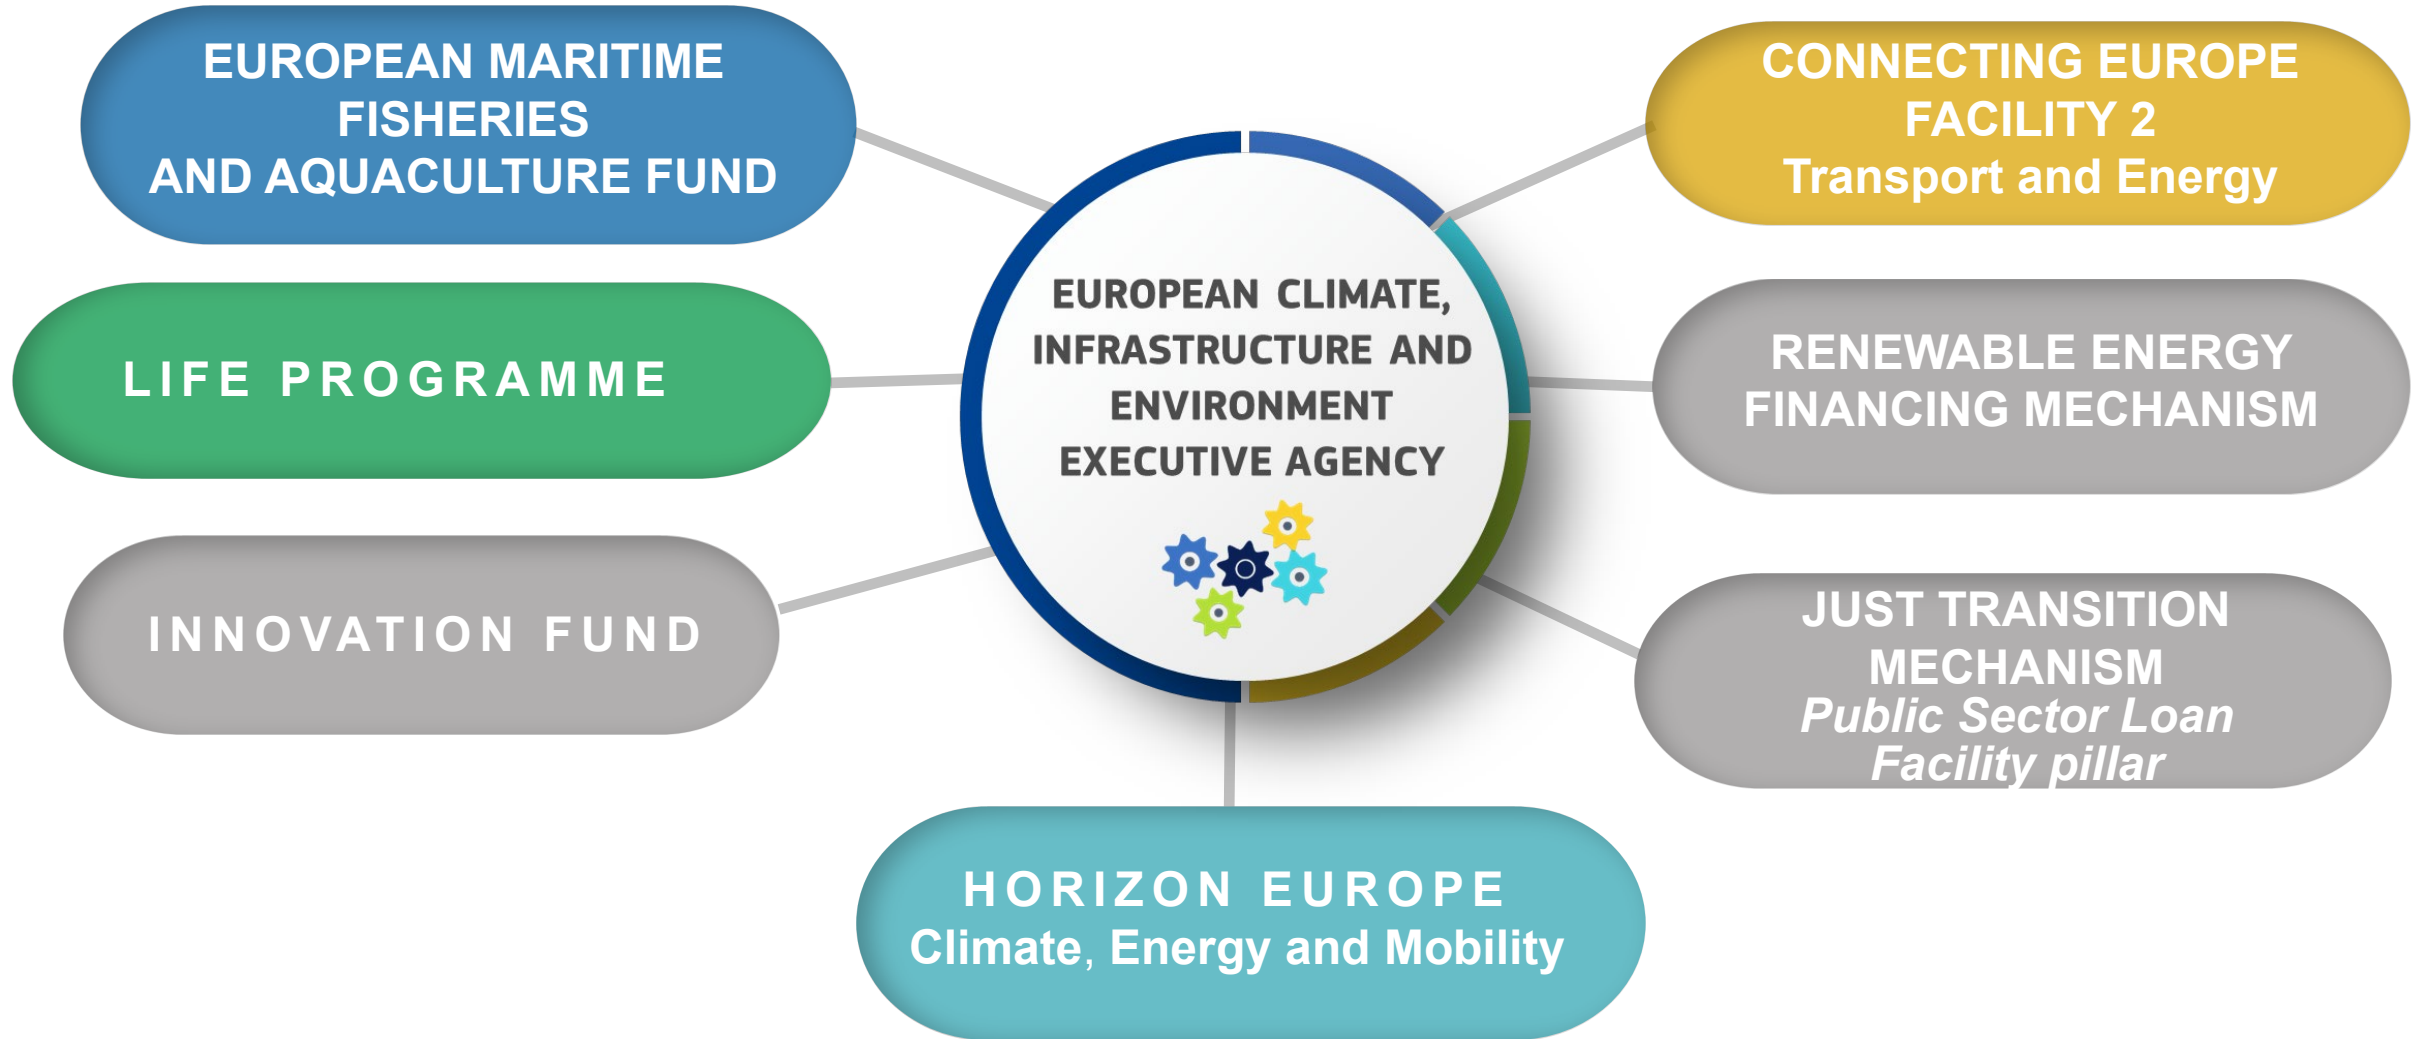 EUROPEAN MARITIME
FISHERIES
AND AQUACULTURE FUND
LIFE PROGRAMME
INNOVATION FUND
EUROPEAN CLIMATE,
INFRASTRUCTURE AND
ENVIRONMENT
EXECUTIVE AGENCY
CONNECTING EUROPE
FACILITY 2
Transport and Energy
RENEWABLE ENERGY
FINANCING MECHANISM
JUST TRANSITION
MECHANISM
Public Sector Loan
Facility pillar
HORIZON EUROPE
Climate, Energy and Mobility